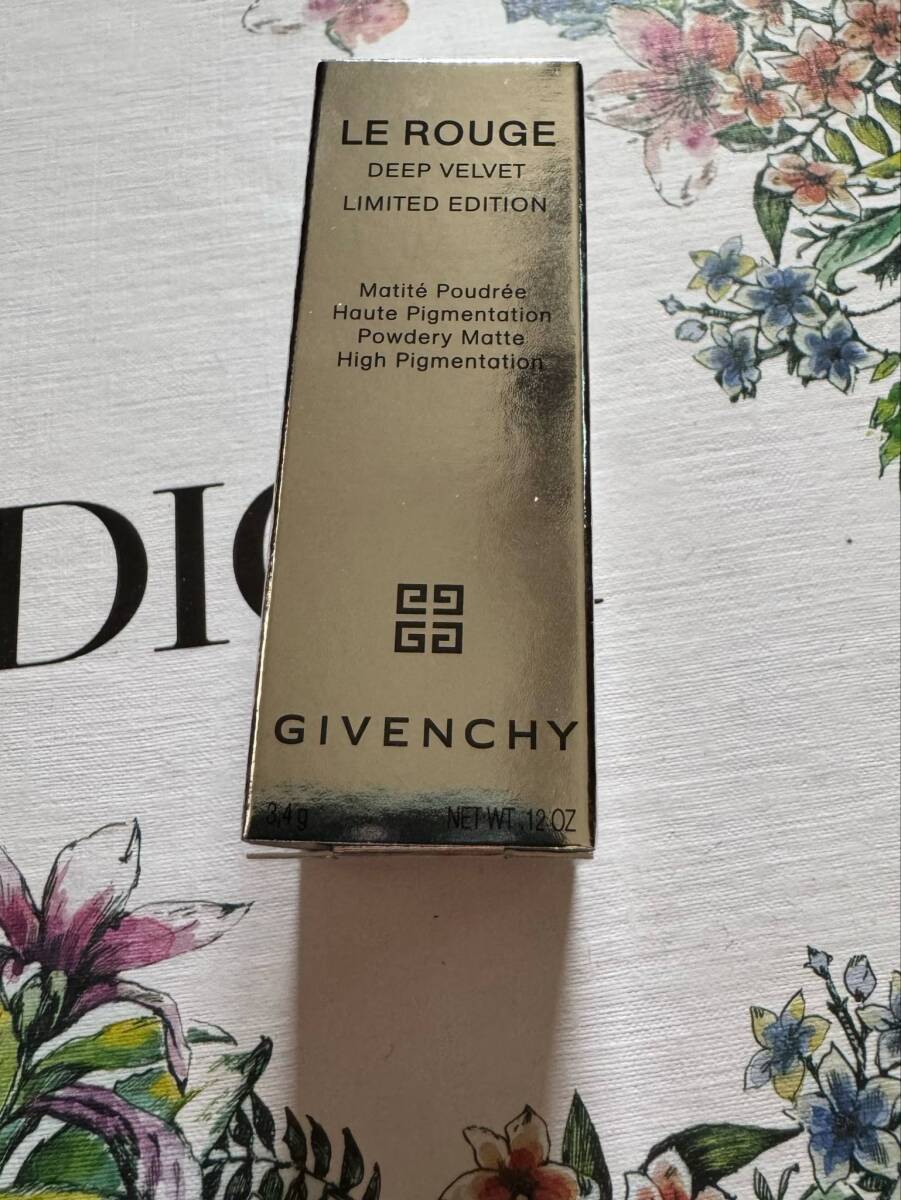 LE ROUGE
DEEP VELVET
LIMITED EDITION
Matité Poudrée
Haute Pigmentation
Powdery Matte
High Pigmentation
DIO
GIVENCHY
3,4 g NET WT .12 OZ